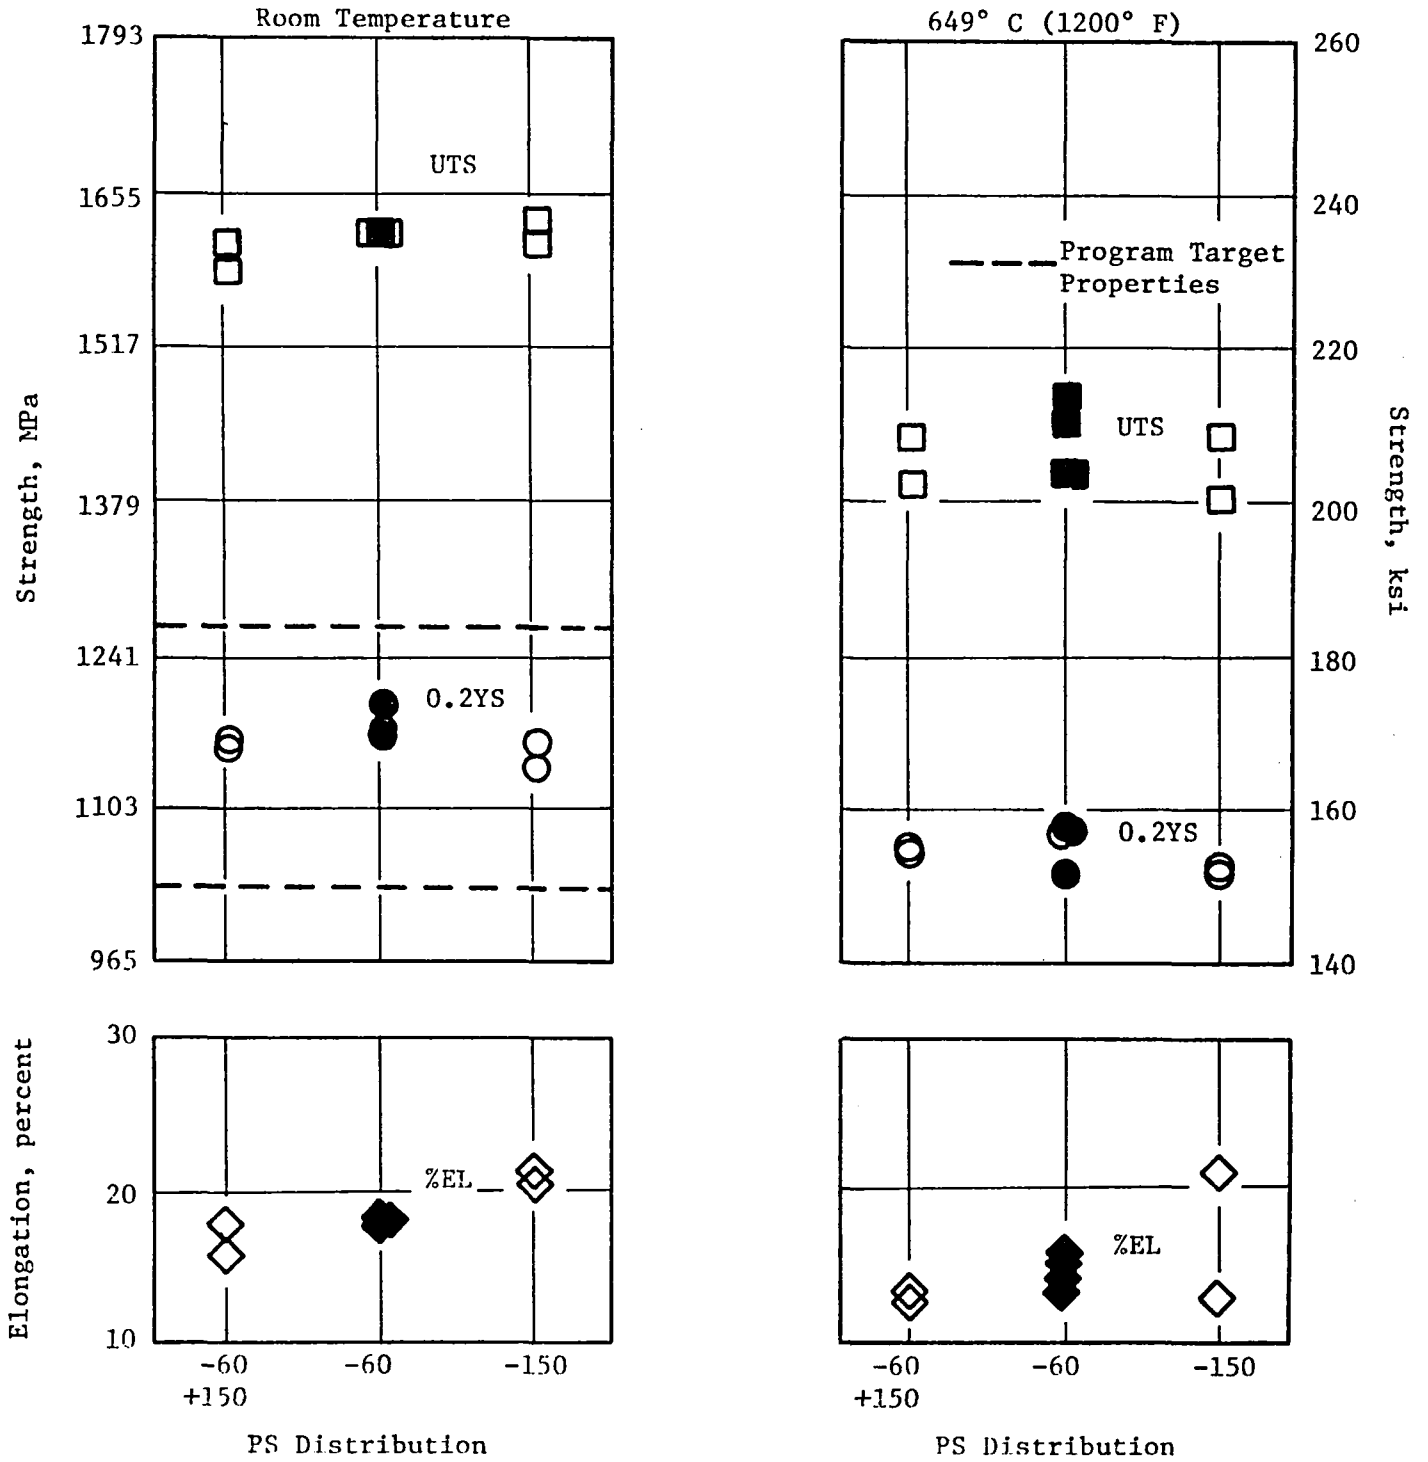 Room Temperature
1793
1655
1517
1379
1241
1103
965
Strength, MPa
UTS
0.2YS
30
20
10
Elongation, percent
%EL
-60
+150
-60
-150
PS Distribution
649° C (1200° F)
260
240
220
200
180
160
140
Strength, ksi
Program Target
Properties
UTS
0.2YS
%EL
-60
+150
-60
-150
PS Distribution